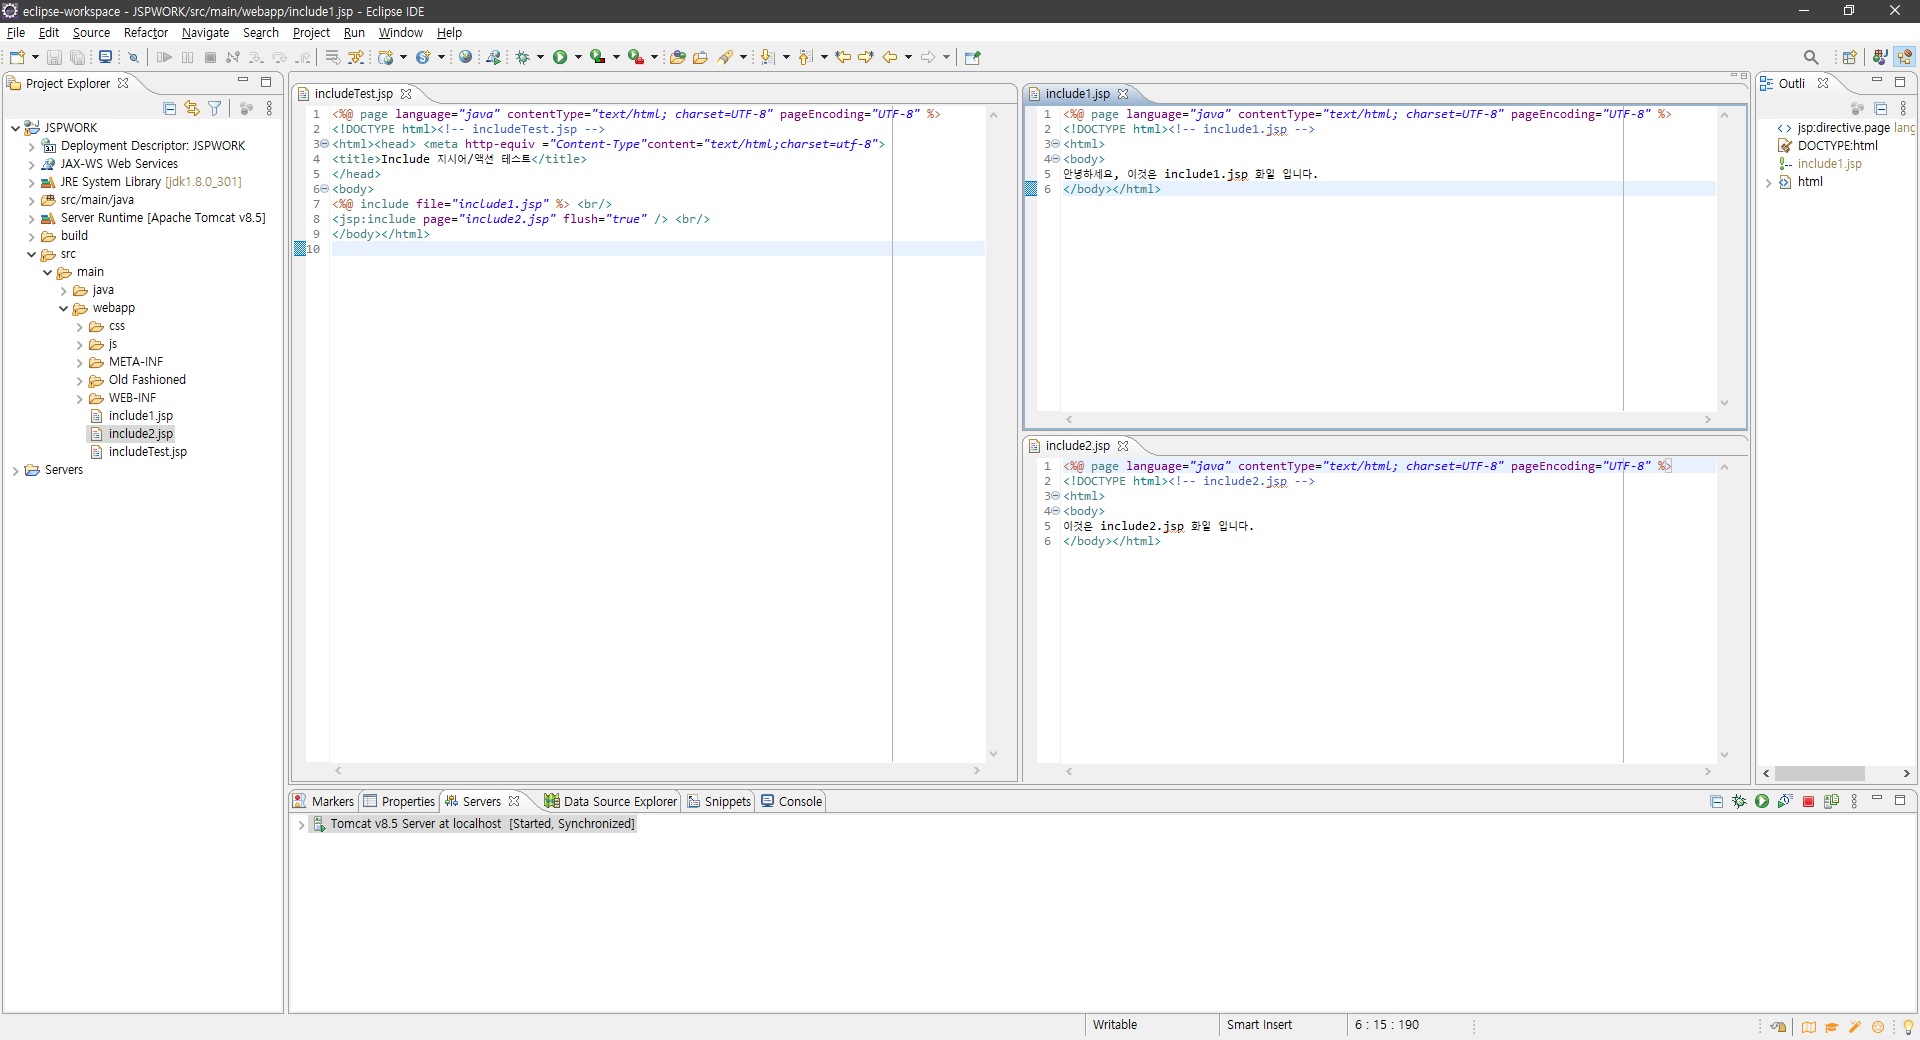 eclipse-workspace - JSPWORK/src/main/webapp/include1.jsp - Eclipse IDE
File Edit Source Refactor Navigate Search Project Run Window Help
Project Explorer
JSPWORK
Deployment Descriptor: JSPWORK
JAX-WS Web Services
JRE System Library [jdk1.8.0_301]
src/main/java
Server Runtime [Apache Tomcat v8.5]
build
src
main
java
webapp
css
js
META-INF
Old Fashioned
WEB-INF
include1.jsp
include2.jsp
includeTest.jsp
Servers
includeTest.jsp
1 <%@ page language="java" contentType="text/html; charset=UTF-8" pageEncoding="UTF-8" %>
2 <!DOCTYPE html><!-- includeTest.jsp -->
3 <html><head> <meta http-equiv ="Content-Type"content="text/html;charset=utf-8">
4 <title>Include 지시어/액션 테스트</title>
5 </head>
6 <body>
7 <%@ include file="include1.jsp" %> <br/>
8 <jsp:include page="include2.jsp" flush="true" /> <br/>
9 </body></html>
10
include1.jsp
1 <%@ page language="java" contentType="text/html; charset=UTF-8" pageEncoding="UTF-8" %>
2 <!DOCTYPE html><!-- include1.jsp -->
3 <html>
4 <body>
5 안녕하세요, 이것은 include1.jsp 화일 입니다.
6 </body></html>
include2.jsp
1 <%@ page language="java" contentType="text/html; charset=UTF-8" pageEncoding="UTF-8" %>
2 <!DOCTYPE html><!-- include2.jsp -->
3 <html>
4 <body>
5 이것은 include2.jsp 화일 입니다.
6 </body></html>
Outli
jsp:directive.page lang
DOCTYPE:html
include1.jsp
html
Markers Properties Servers Data Source Explorer Snippets Console
Tomcat v8.5 Server at localhost [Started, Synchronized]
Writable Smart Insert 6 : 15 : 190